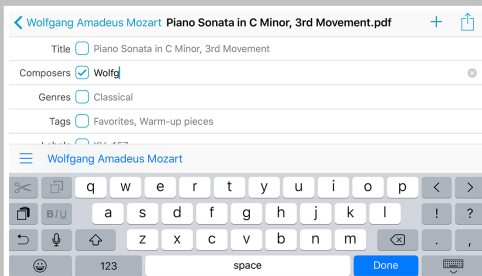 Wolfgang Amadeus Mozart Piano Sonata in C Minor, 3rd Movement.pdf
Title Piano Sonata in C Minor, 3rd Movement
Composers Wolfg
Genres Classical
Tags Favorites, Warm-up pieces
Wolfgang Amadeus Mozart
q w e r t y u i o p < >
B/U a s d f g h j k l ! ?
z x c v b n m . ,
123 space Done